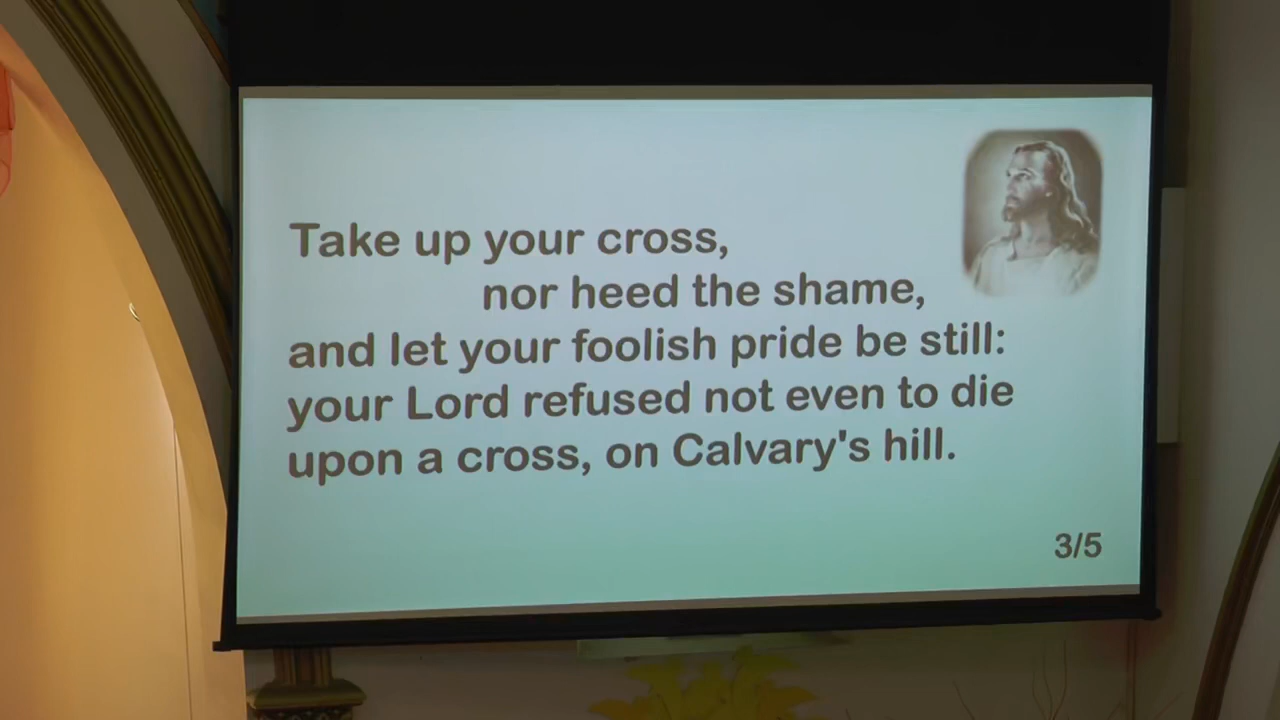 Take up your cross,
nor heed the shame,
and let your foolish pride be still:
your Lord refused not even to die
upon a cross, on Calvary's hill.
3/5